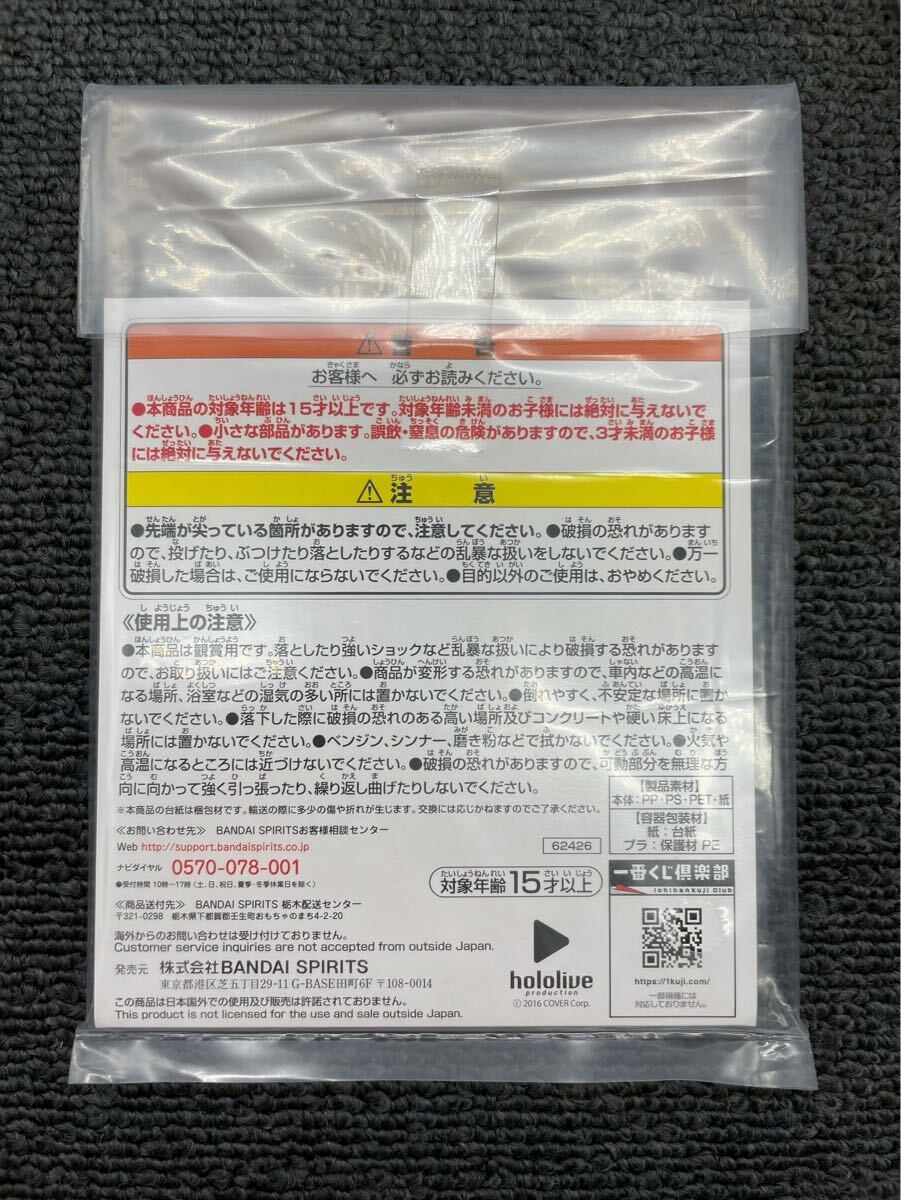 ⚠警告
お客様へ 必ずお読みください。
●本商品の対象年齢は15才以上です。対象年齢未満のお子様には絶対に与えないで
ください。●小さな部品があります。誤飲・窒息の危険がありますので、3才未満のお子様
には絶対に与えないでください。
⚠注意
●先端が尖っている箇所がありますので、注意してください。●破損の恐れがあります
ので、投げたり、ぶつけたり落としたりするなどの乱暴な扱いをしないでください。●万一
破損した場合は、ご使用にならないでください。●目的以外のご使用は、おやめください。
《使用上の注意》
●本商品は観賞用です。落としたり強いショックなど乱暴な扱いにより破損する恐れがあります
ので、お取り扱いにはご注意ください。●商品が変形する恐れがありますので、車内などの高温に
なる場所、浴室などの湿気の多い所には置かないでください。●倒れやすく、不安定な場所に置か
ないでください。●落下した際に破損の恐れのある高い場所及びコンクリートや硬い床上になる
場所には置かないでください。●ベンジン、シンナー、磨き粉などで拭かないでください。●火気や
高温になるところには近づけないでください。●破損の恐れがありますので、可動部分を無理な方
向に向かって強く引っ張ったり、繰り返し曲げたりしないでください。
※本商品の台紙は梱包材です。輸送の際に多少の傷や折れが生じます。交換には応じかねますのでご了承ください。
【製品素材】
本体:PP・PS・PET・紙
【容器包装材】
紙:台紙
プラ:保護材 PE
≪お問い合わせ先≫ BANDAI SPIRITSお客様相談センター
Web http://support.bandaispirits.co.jp
62426
ナビダイヤル 0570-078-001
●受付時間 10時〜17時(土、日、祝日、夏季・冬季休業日を除く)
対象年齢15才以上
一番くじ倶楽部
ichibankuji Club
≪商品送付先≫ BANDAI SPIRITS 栃木配送センター
〒321-0298 栃木県下都賀郡壬生町おもちゃのまち4-2-20
海外からのお問い合わせは受け付けておりません。
Customer service inquiries are not accepted from outside Japan.
発売元 株式会社BANDAI SPIRITS
東京都港区芝五丁目29-11 G-BASE田町6F 〒108-0014
この商品は日本国外での使用及び販売は許諾されておりません。
This product is not licensed for the use and sale outside Japan.
hololive
production
© 2016 COVER Corp.
https://1kuji.com/
一部機種には
対応しておりません。